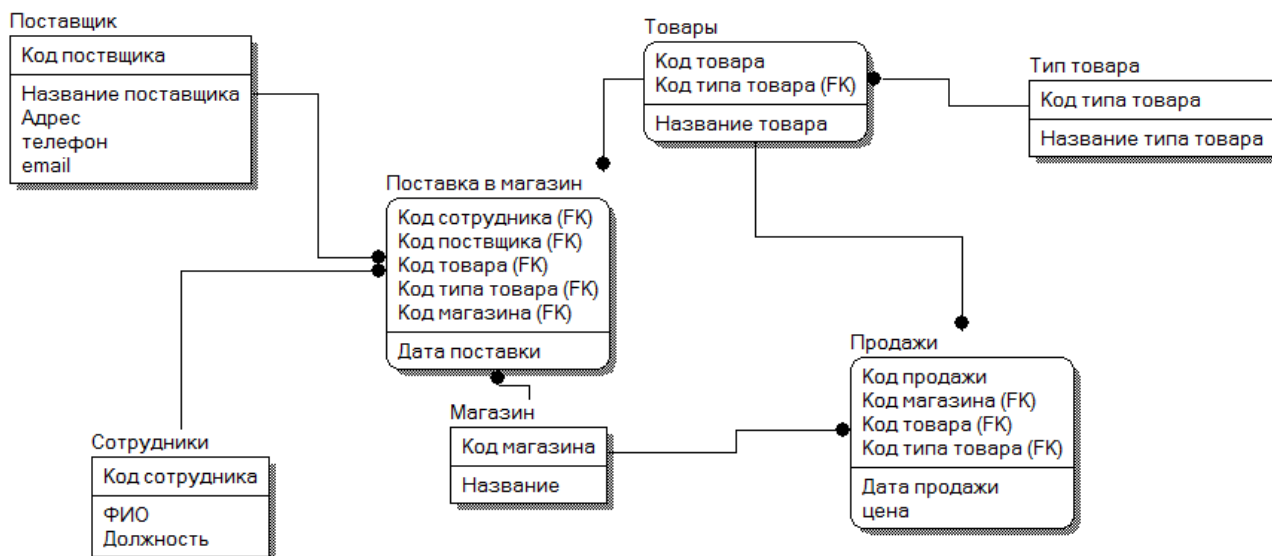 Поставщик
Код поствщика
Название поставщика
Адрес
телефон
email
Товары
Код товара
Код типа товара (FK)
Название товара
Тип товара
Код типа товара
Название типа товара
Поставка в магазин
Код сотрудника (FK)
Код поствщика (FK)
Код товара (FK)
Код типа товара (FK)
Код магазина (FK)
Дата поставки
Сотрудники
Код сотрудника
ФИО
Должность
Магазин
Код магазина
Название
Продажи
Код продажи
Код магазина (FK)
Код товара (FK)
Код типа товара (FK)
Дата продажи
цена